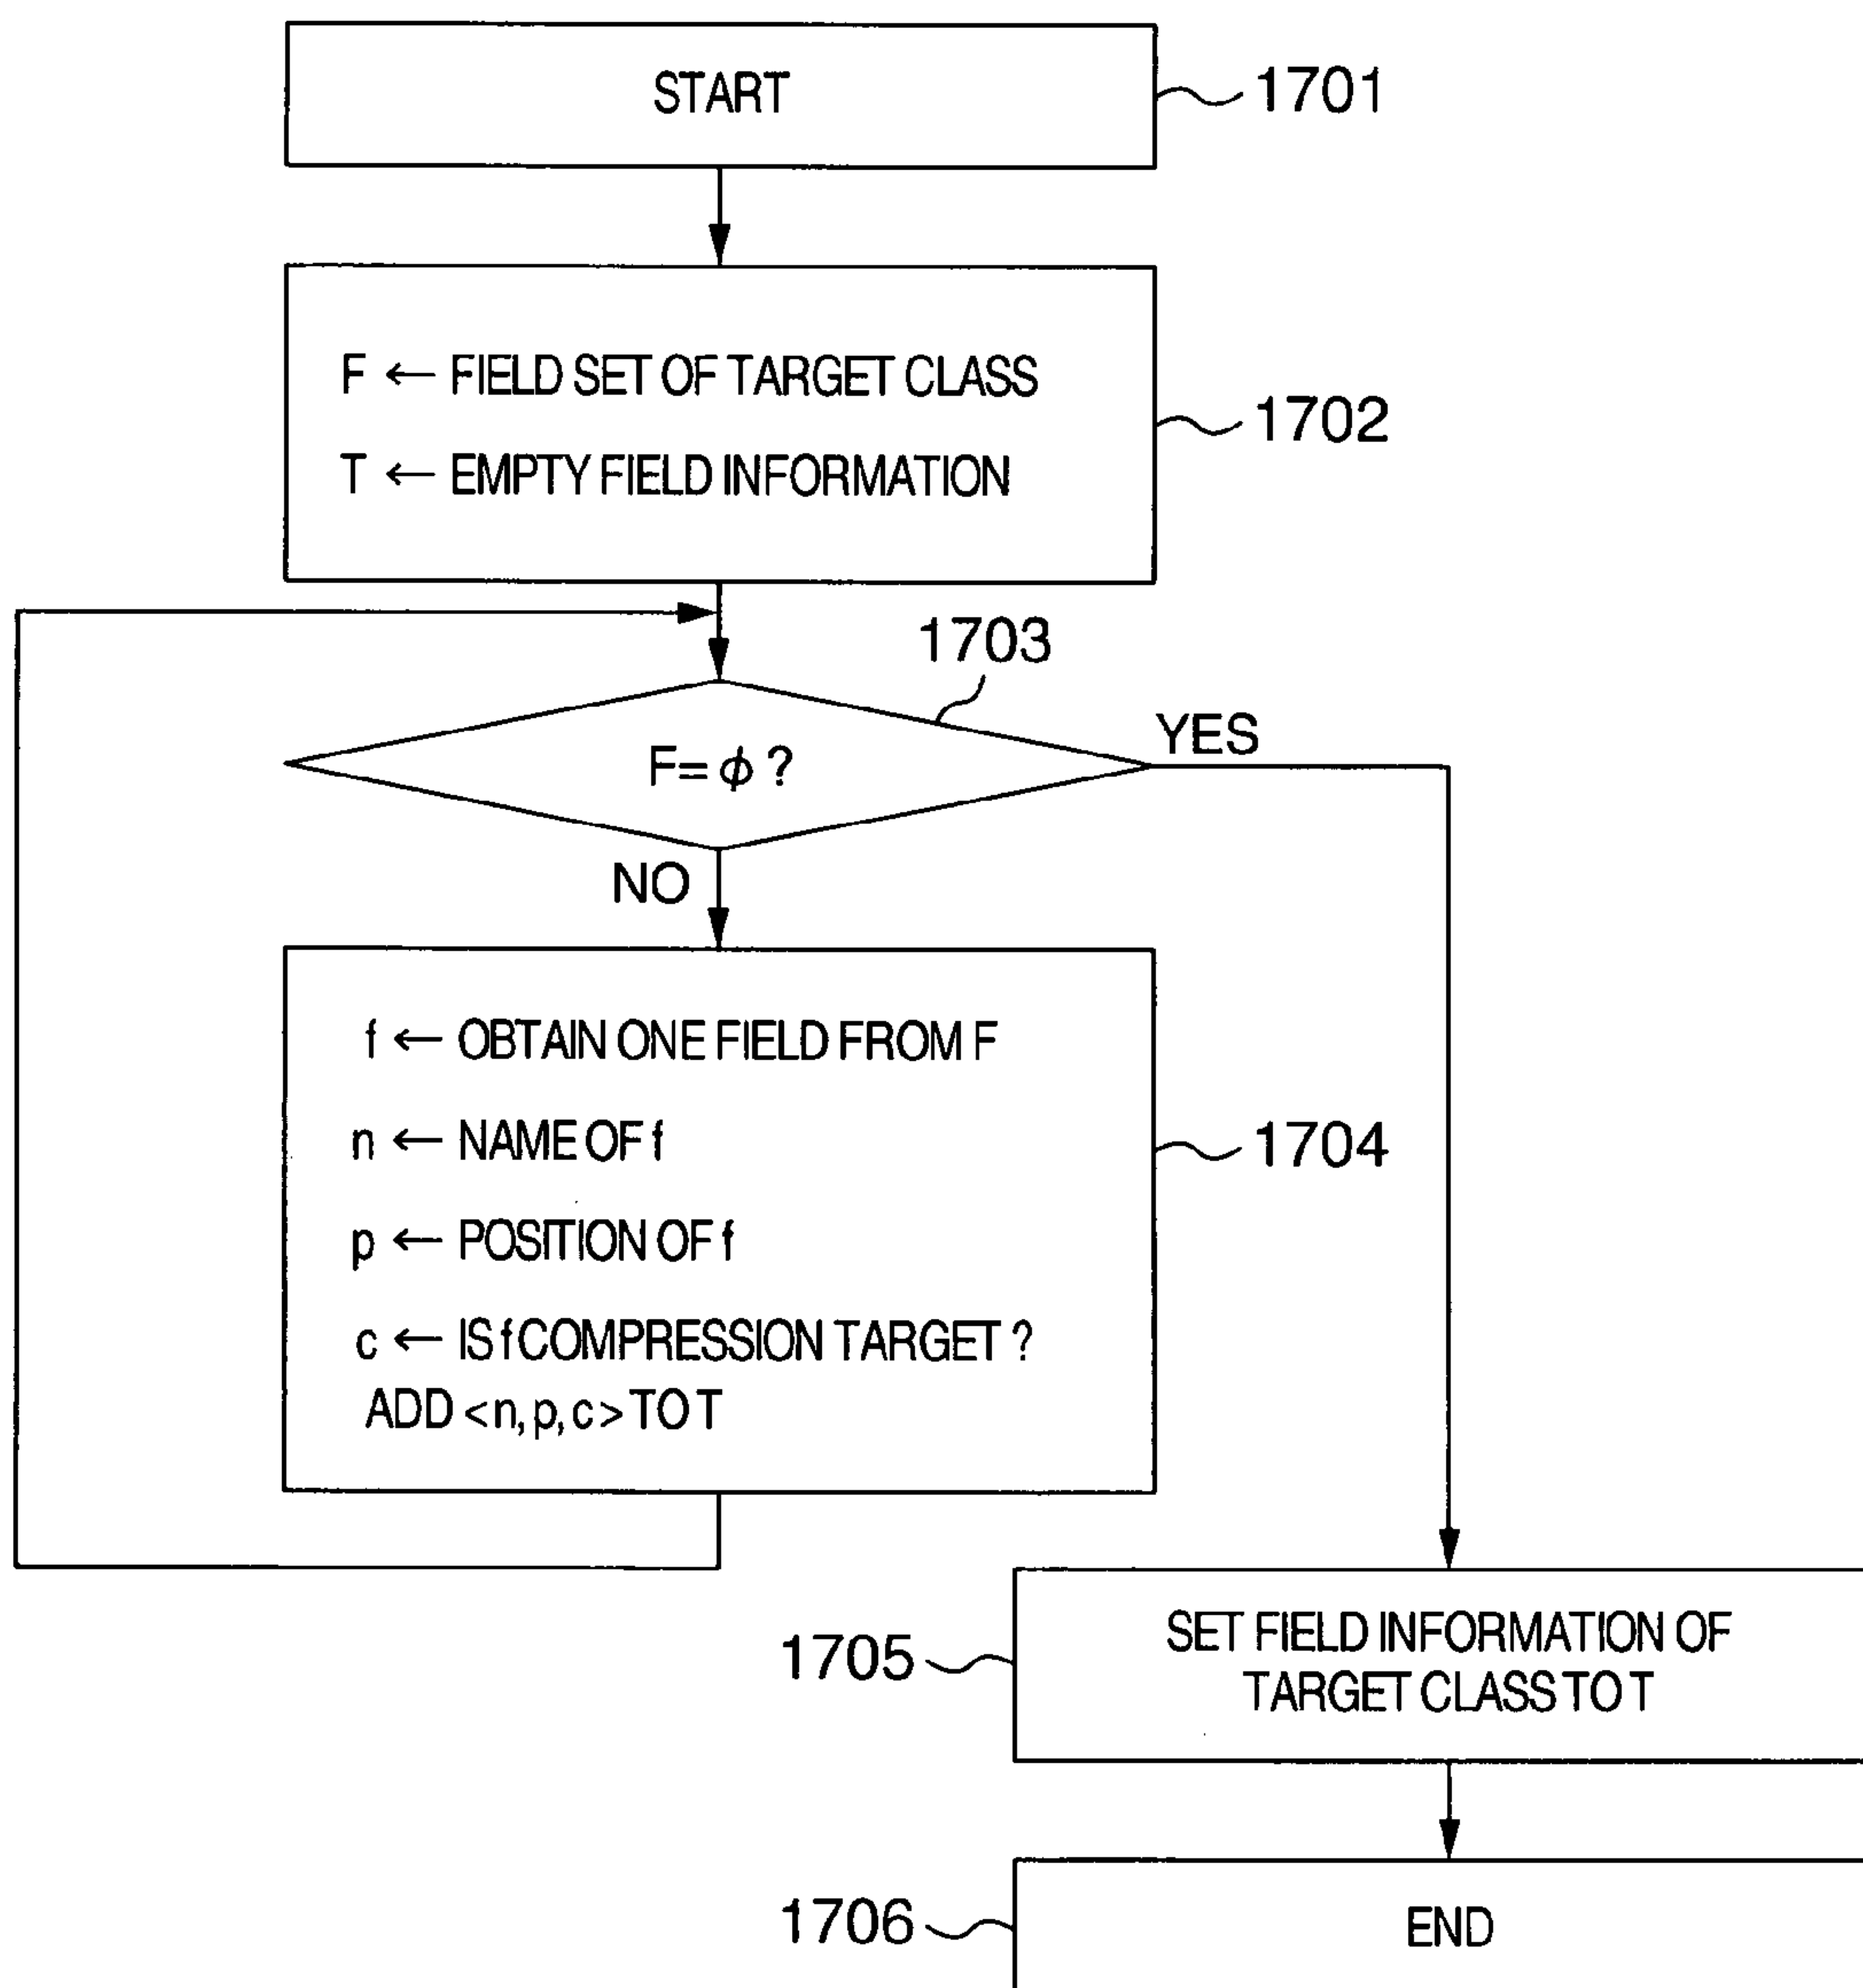 START
1701
F ← FIELD SET OF TARGET CLASS
T ← EMPTY FIELD INFORMATION
1702
1703
F= ϕ ?
YES
NO
f ← OBTAIN ONE FIELD FROM F
n ← NAME OF f
p ← POSITION OF f
c ← IS f COMPRESSION TARGET ?
ADD <n, p, c> TO T
1704
1705
SET FIELD INFORMATION OF
TARGET CLASS TO T
1706
END